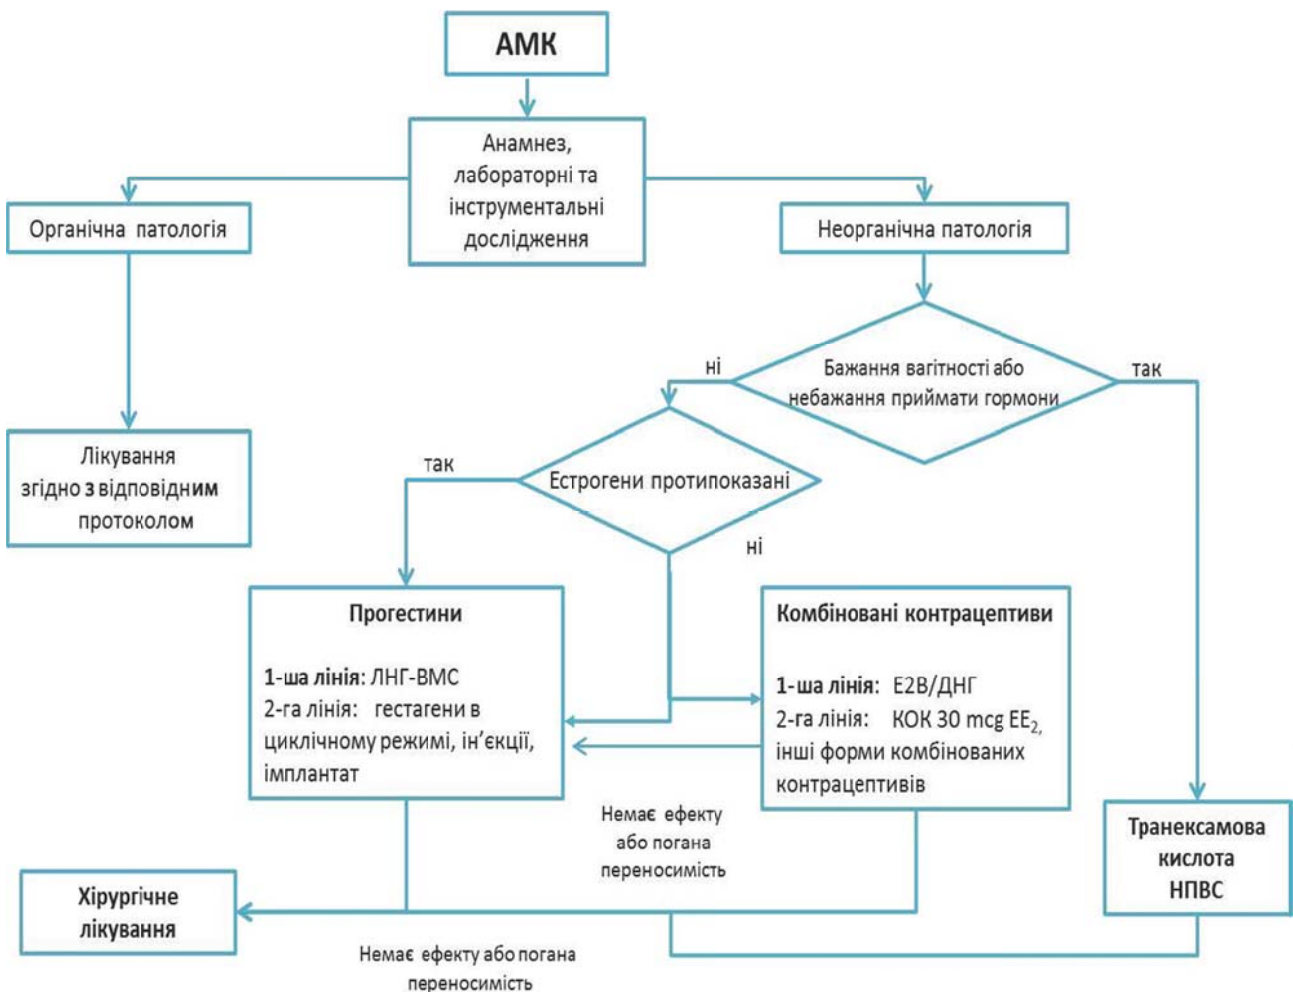 АМК
Анамнез,
лабораторні та
інструментальні
дослідження
Органічна патологія
Неорганічна патологія
Бажання вагітності або
небажання приймати гормони
ні
так
Лікування
згідно з відповідним
протоколом
Естрогени протипоказані
так
ні
Прогестини
1-ша лінія: ЛНГ-ВМС
2-га лінія: гестагени в
циклічному режимі, ін’єкції,
імплантат
Комбіновані контрацептиви
1-ша лінія: Е2В/ДНГ
2-га лінія: КОК 30 mcg EE2,
інші форми комбінованих
контрацептивів
Немає ефекту
або погана
переносимість
Транексамова
кислота
НПВС
Хірургічне
лікування
Немає ефекту або погана
переносимість